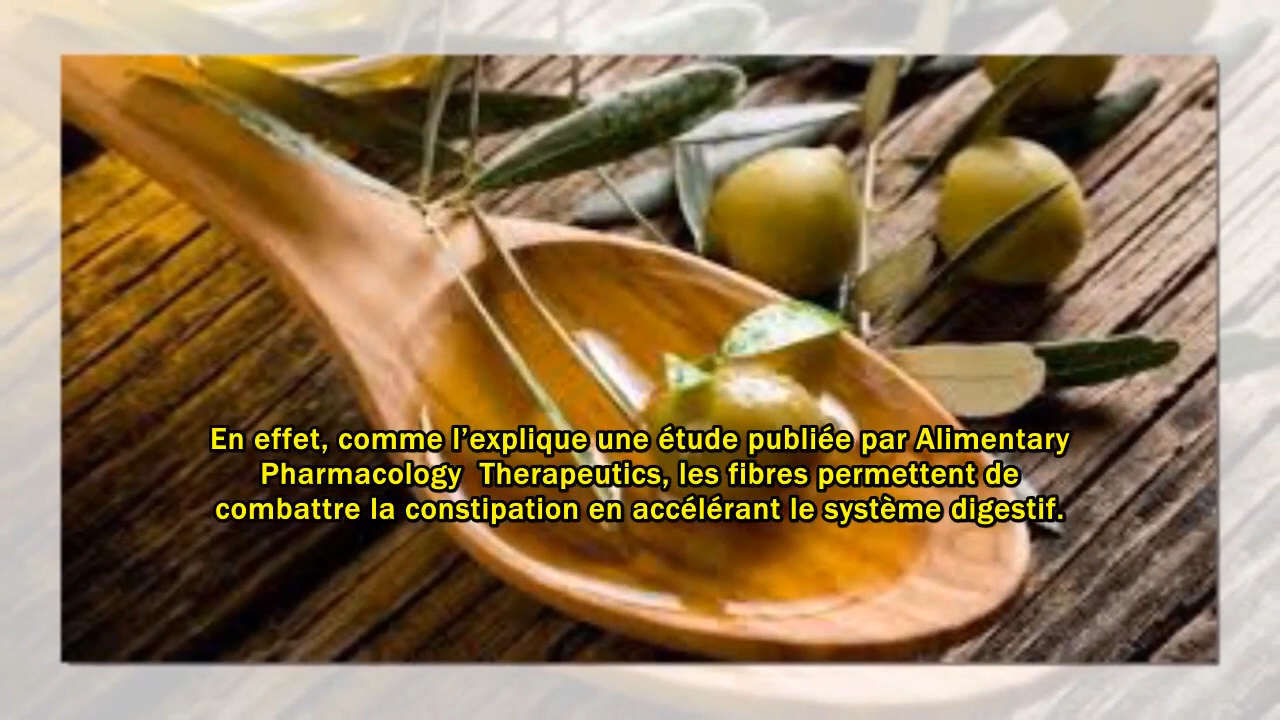 En effet, comme l’explique une étude publiée par Alimentary
Pharmacology  Therapeutics, les fibres permettent de
combattre la constipation en accélérant le système digestif.